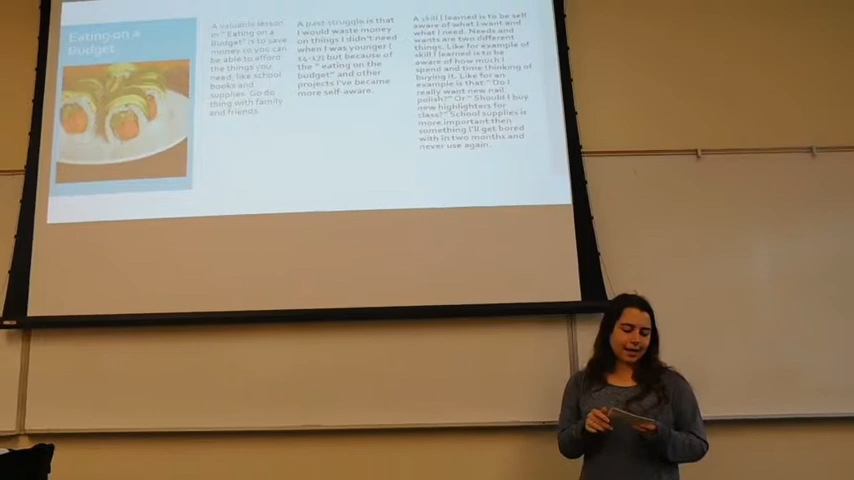 Eating on a
Budget
A valuable lesson
in " Eating on a
Budget" is to save
money so you can
be able to afford
the things you
need, like school
books and
supplies. Go do
things with family
and friends.
A past struggle is that
I would waste money
on things I didn't need
when I was younger (
14-17) but because of
the " eating on the
budget" and other
projects I've became
more self-aware.
A skill I learned is to be self
aware of what I want and
what I need. Needs and
wants are two different
things. Like for example of
skill I learned is to be
aware of how much I
spend and time thinking of
buying it. Like for an
example is that " Do I
really want new nail
polish?" Or " Should I buy
new highlighters for
class?" School supplies is
more important then
something I'll get bored
with in two months and
never use again.